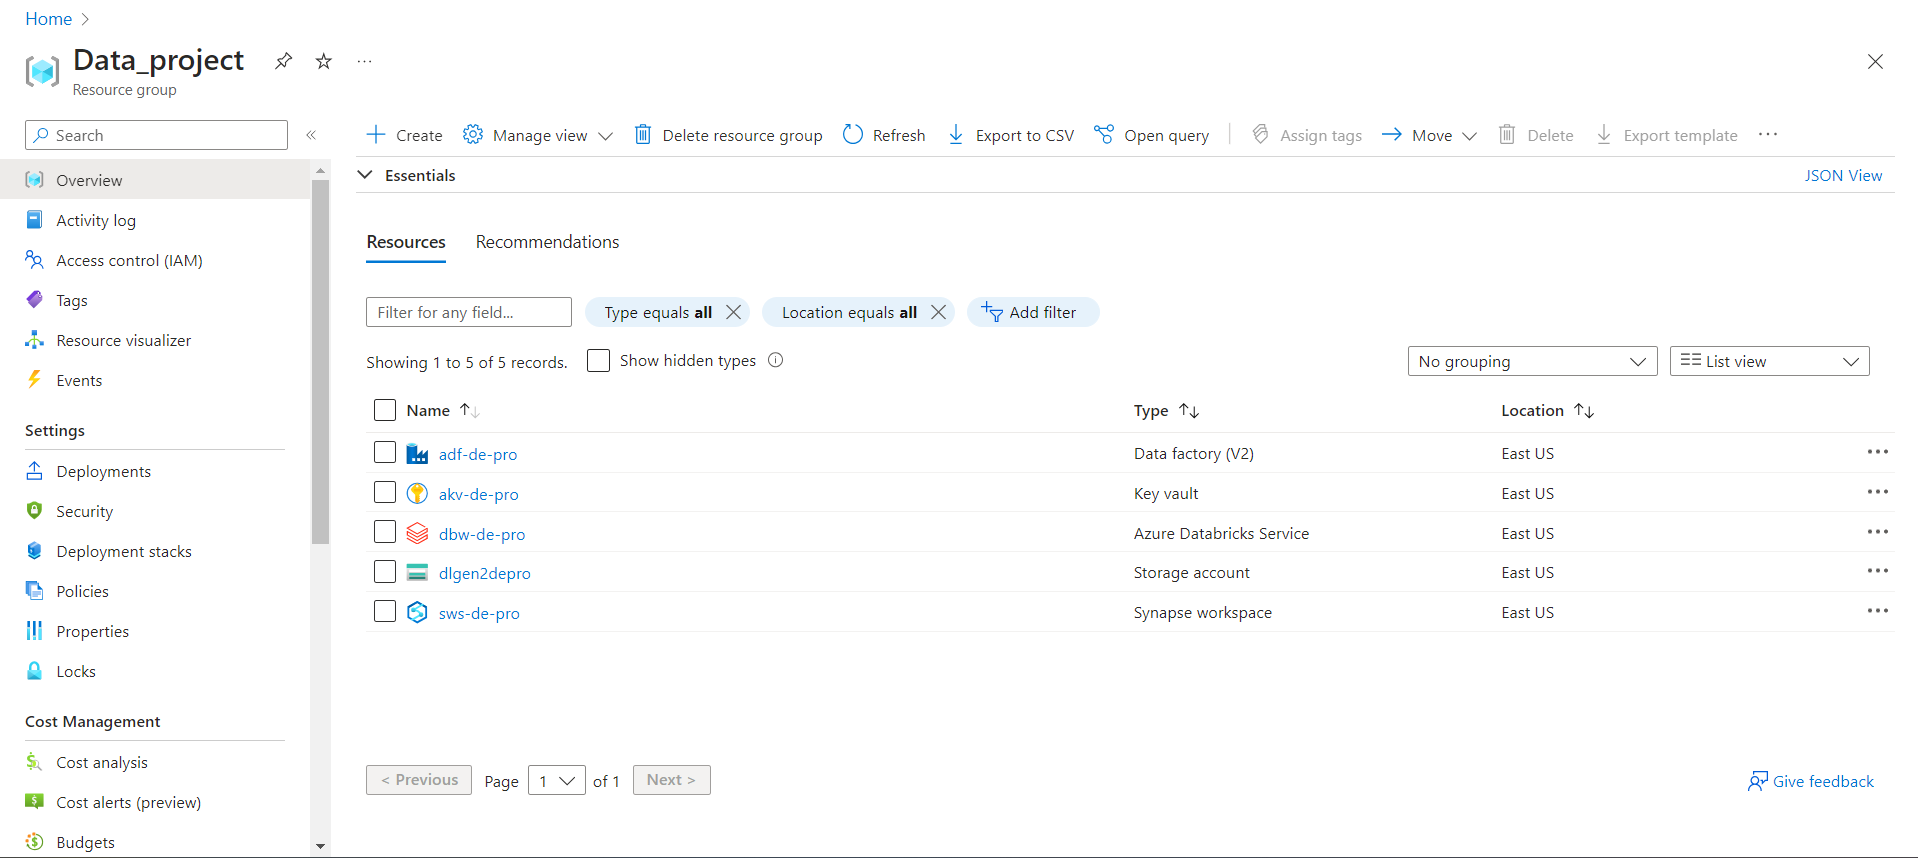 Home
Data_project
Resource group
Search
Create
Manage view
Delete resource group
Refresh
Export to CSV
Open query
Assign tags
Move
Delete
Export template
Overview
Activity log
Access control (IAM)
Tags
Resource visualizer
Events
Settings
Deployments
Security
Deployment stacks
Policies
Properties
Locks
Cost Management
Cost analysis
Cost alerts (preview)
Budgets
Essentials
JSON View
Resources Recommendations
Filter for any field...
Type equals all
Location equals all
Add filter
Showing 1 to 5 of 5 records.
Show hidden types
No grouping
List view
Name Type Location
adf-de-pro Data factory (V2) East US
akv-de-pro Key vault East US
dbw-de-pro Azure Databricks Service East US
dlgen2depro Storage account East US
sws-de-pro Synapse workspace East US
< Previous Page 1 of 1 Next >
Give feedback